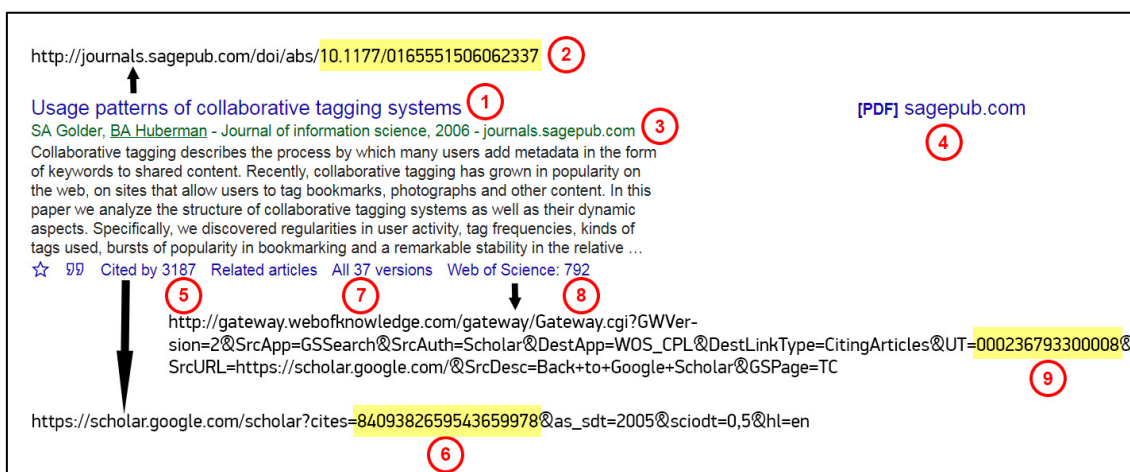 http://journals.sagepub.com/doi/abs/10.1177/0165551506062337 2
Usage patterns of collaborative tagging systems 1
[PDF] sagepub.com
4
SA Golder, BA Huberman - Journal of information science, 2006 - journals.sagepub.com 3
Collaborative tagging describes the process by which many users add metadata in the form
of keywords to shared content. Recently, collaborative tagging has grown in popularity on
the web, on sites that allow users to tag bookmarks, photographs and other content. In this
paper we analyze the structure of collaborative tagging systems as well as their dynamic
aspects. Specifically, we discovered regularities in user activity, tag frequencies, kinds of
tags used, bursts of popularity in bookmarking and a remarkable stability in the relative ...
Cited by 3187 Related articles All 37 versions Web of Science: 792
5 7 8
http://gateway.webofknowledge.com/gateway/Gateway.cgi?GWVer-
sion=2&SrcApp=GSSearch&SrcAuth=Scholar&DestApp=WOS_CPL&DestLinkType=CitingArticles&UT=000236793300008&
SrcURL=https://scholar.google.com/&SrcDesc=Back+to+Google+Scholar&GSPage=TC
9
https://scholar.google.com/scholar?cites=8409382659543659978&as_sdt=2005&sciodt=0,5&hl=en
6